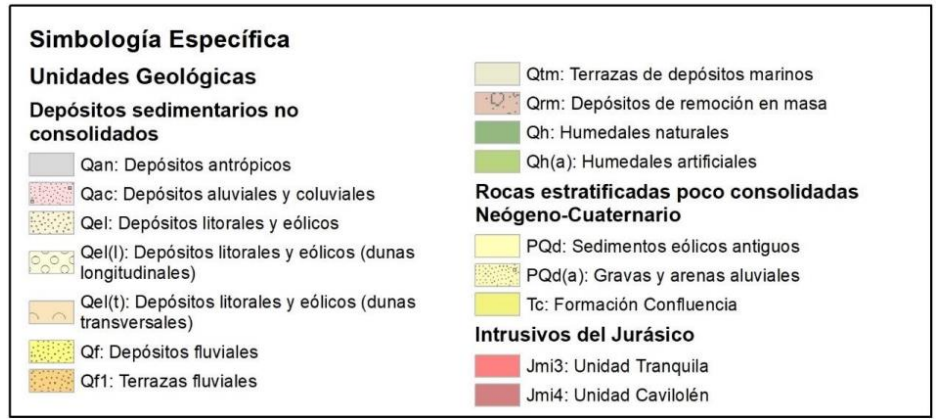 Simbología Específica
Unidades Geológicas
Depósitos sedimentarios no
consolidados
Qan: Depósitos antrópicos
Qac: Depósitos aluviales y coluviales
Qel: Depósitos litorales y eólicos
Qel(l): Depósitos litorales y eólicos (dunas
longitudinales)
Qel(t): Depósitos litorales y eólicos (dunas
transversales)
Qf: Depósitos fluviales
Qf1: Terrazas fluviales
Qtm: Terrazas de depósitos marinos
Qrm: Depósitos de remoción en masa
Qh: Humedales naturales
Qh(a): Humedales artificiales
Rocas estratificadas poco consolidadas
Neógeno-Cuaternario
PQd: Sedimentos eólicos antiguos
PQd(a): Gravas y arenas aluviales
Tc: Formación Confluencia
Intrusivos del Jurásico
Jmi3: Unidad Tranquila
Jmi4: Unidad Cavilolén